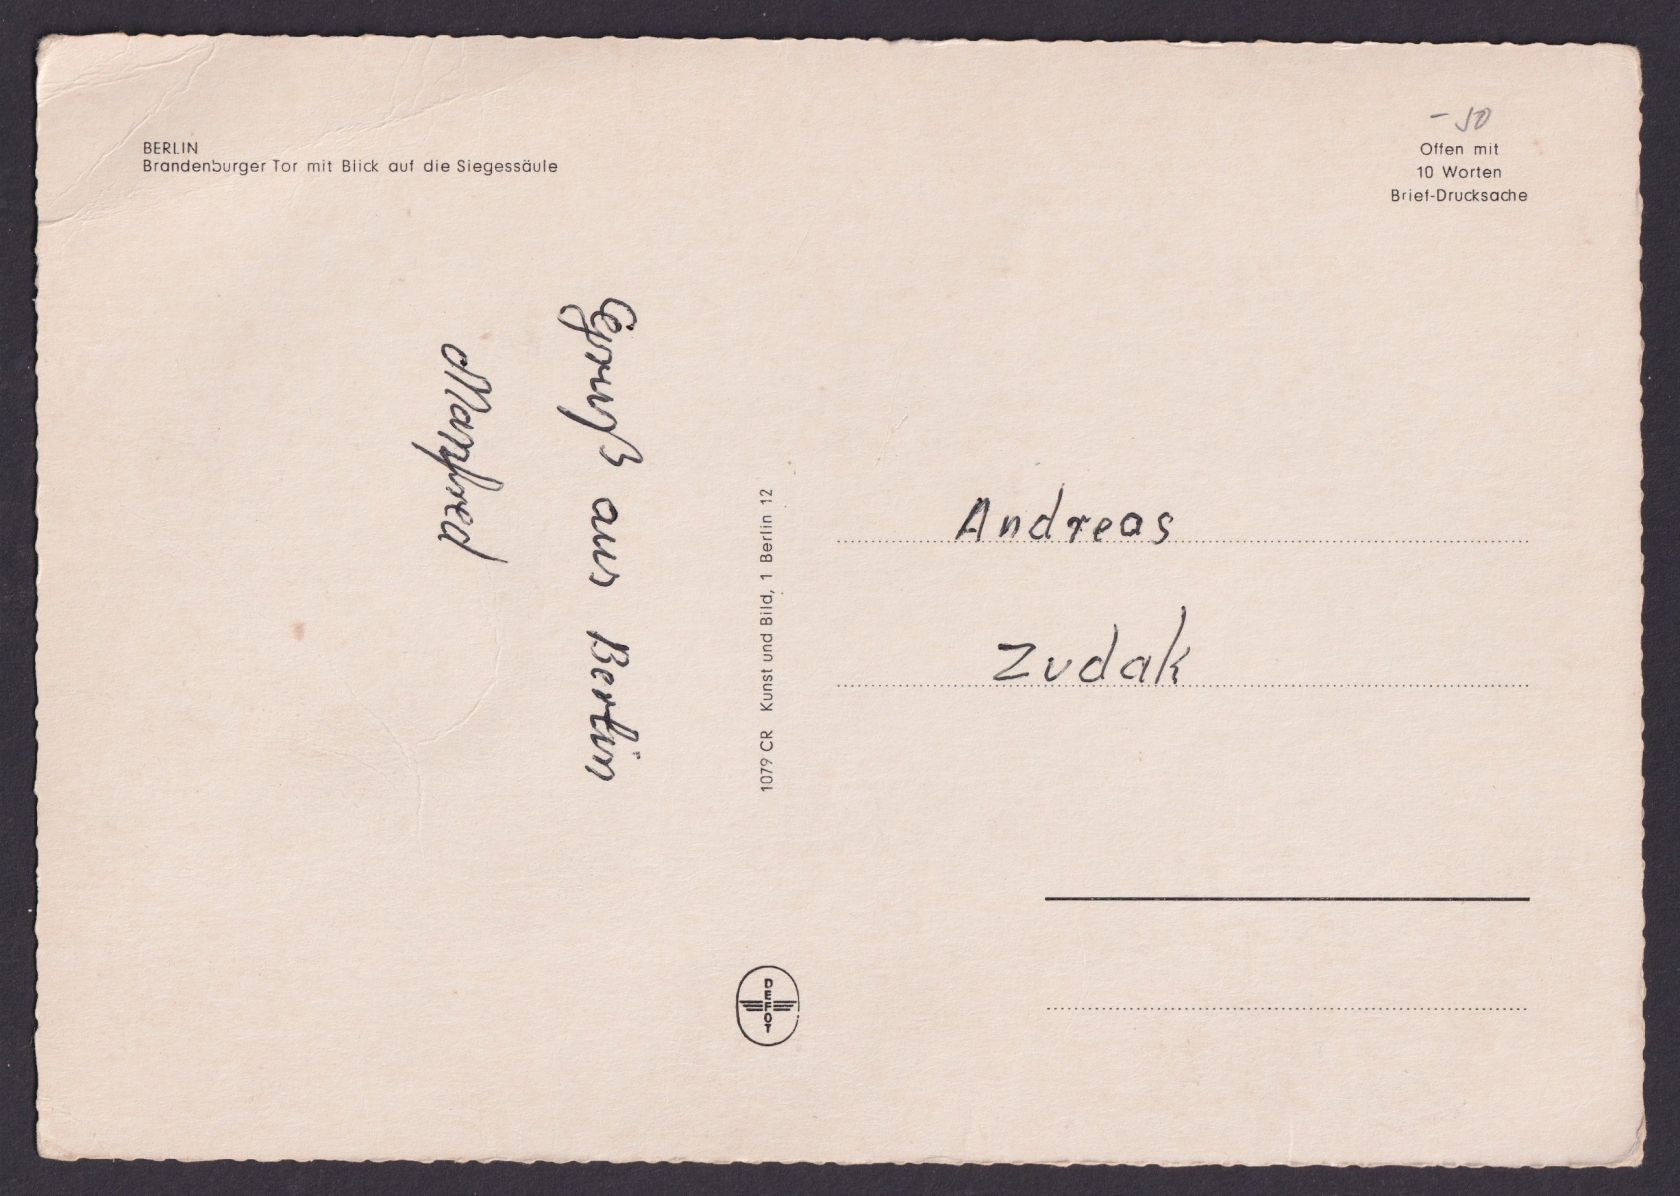 BERLIN
Brandenburger Tor mit Blick auf die Siegessäule
-50
Offen mit
10 Worten
Brief-Drucksache
Gruß aus Berlin
Manfred
1079 CR Kunst und Bild, 1 Berlin 12
Andreas
Zudak
DEFOT